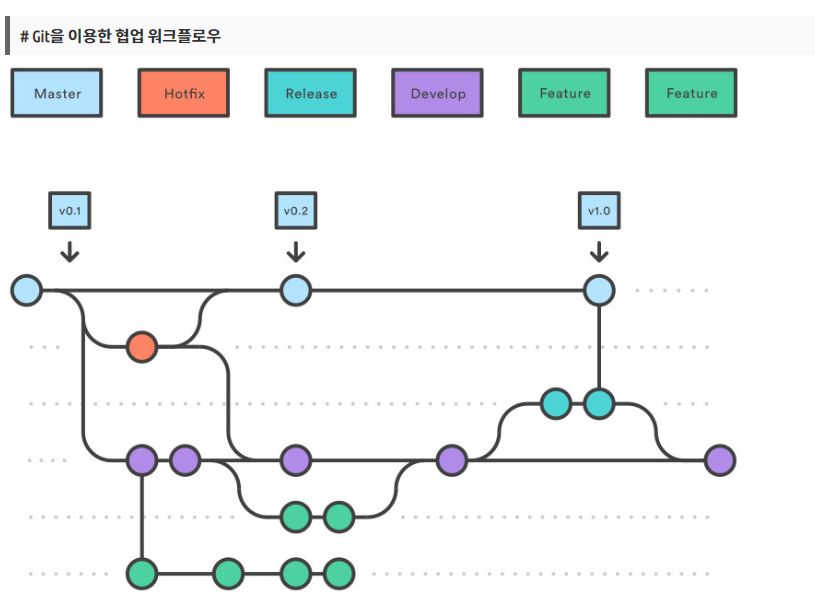 # Git을 이용한 협업 워크플로우
Master Hotfix Release Develop Feature Feature
v0.1 v0.2 v1.0